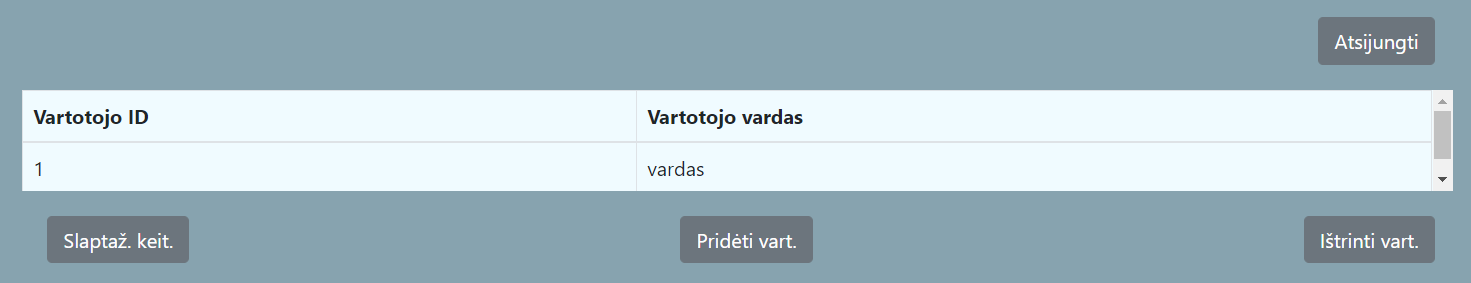 Atsijungti
Vartotojo ID Vartotojo vardas
1 vardas
Slaptaž. keit. Pridėti vart. Ištrinti vart.